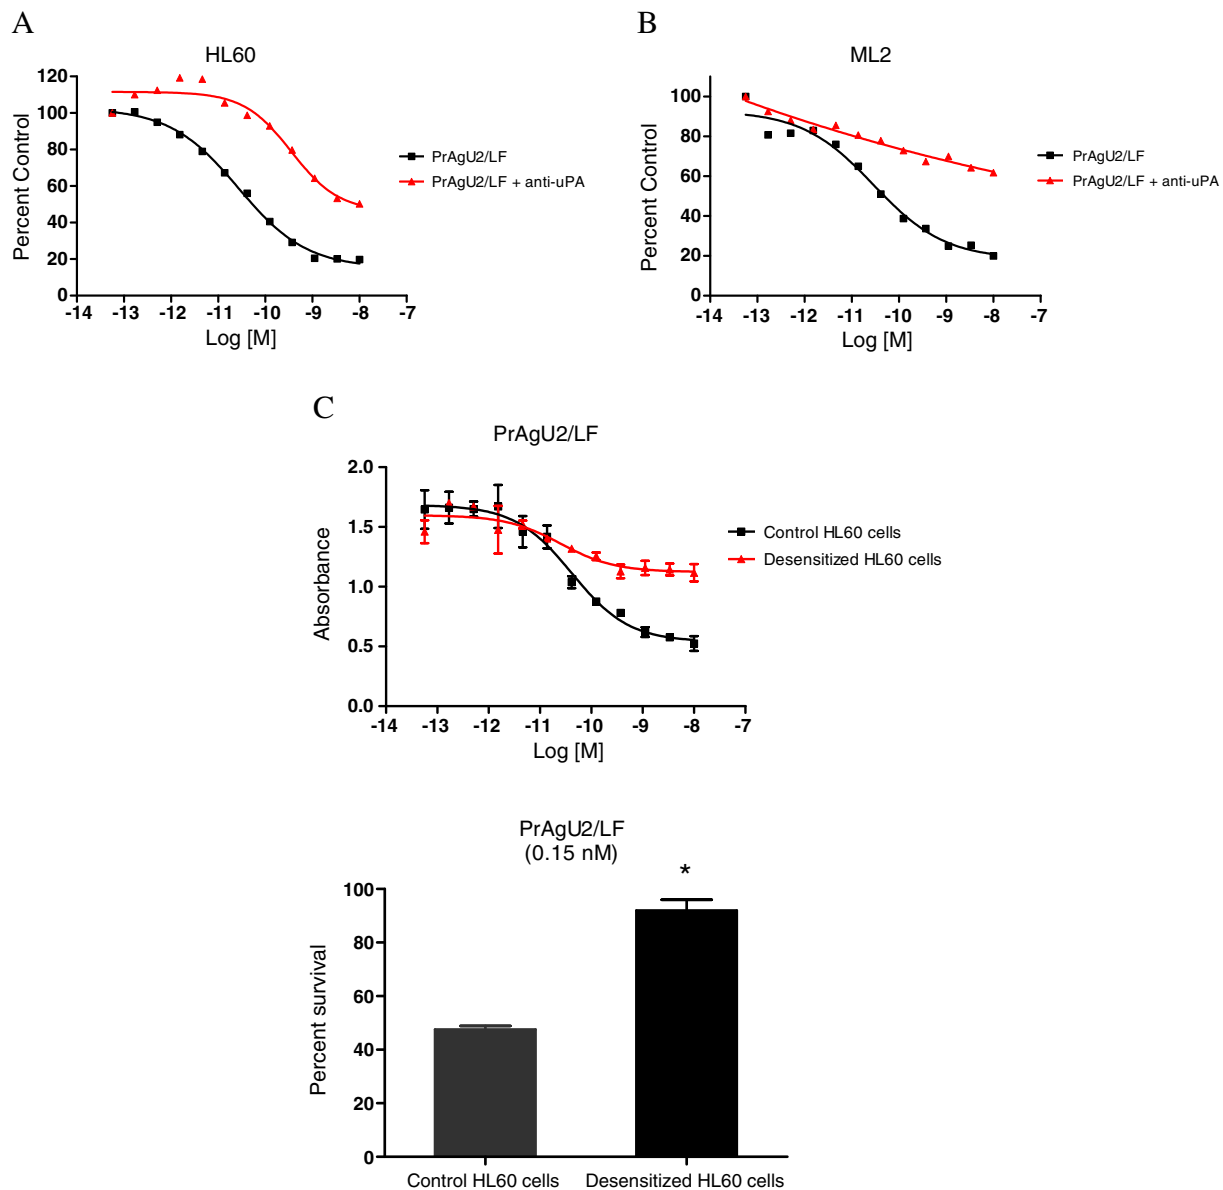 A
HL60
120
100
80
60
40
20
0
Percent Control
-14 -13 -12 -11 -10 -9 -8 -7
Log [M]
PrAgU2/LF
PrAgU2/LF + anti-uPA
B
ML2
100
80
60
40
20
0
Percent Control
-14 -13 -12 -11 -10 -9 -8 -7
Log [M]
PrAgU2/LF
PrAgU2/LF + anti-uPA
C
PrAgU2/LF
2.0
1.5
1.0
0.5
0.0
Absorbance
-14 -13 -12 -11 -10 -9 -8 -7
Log [M]
Control HL60 cells
Desensitized HL60 cells
PrAgU2/LF
(0.15 nM)
*
100
80
60
40
20
0
Percent survival
Control HL60 cells
Desensitized HL60 cells